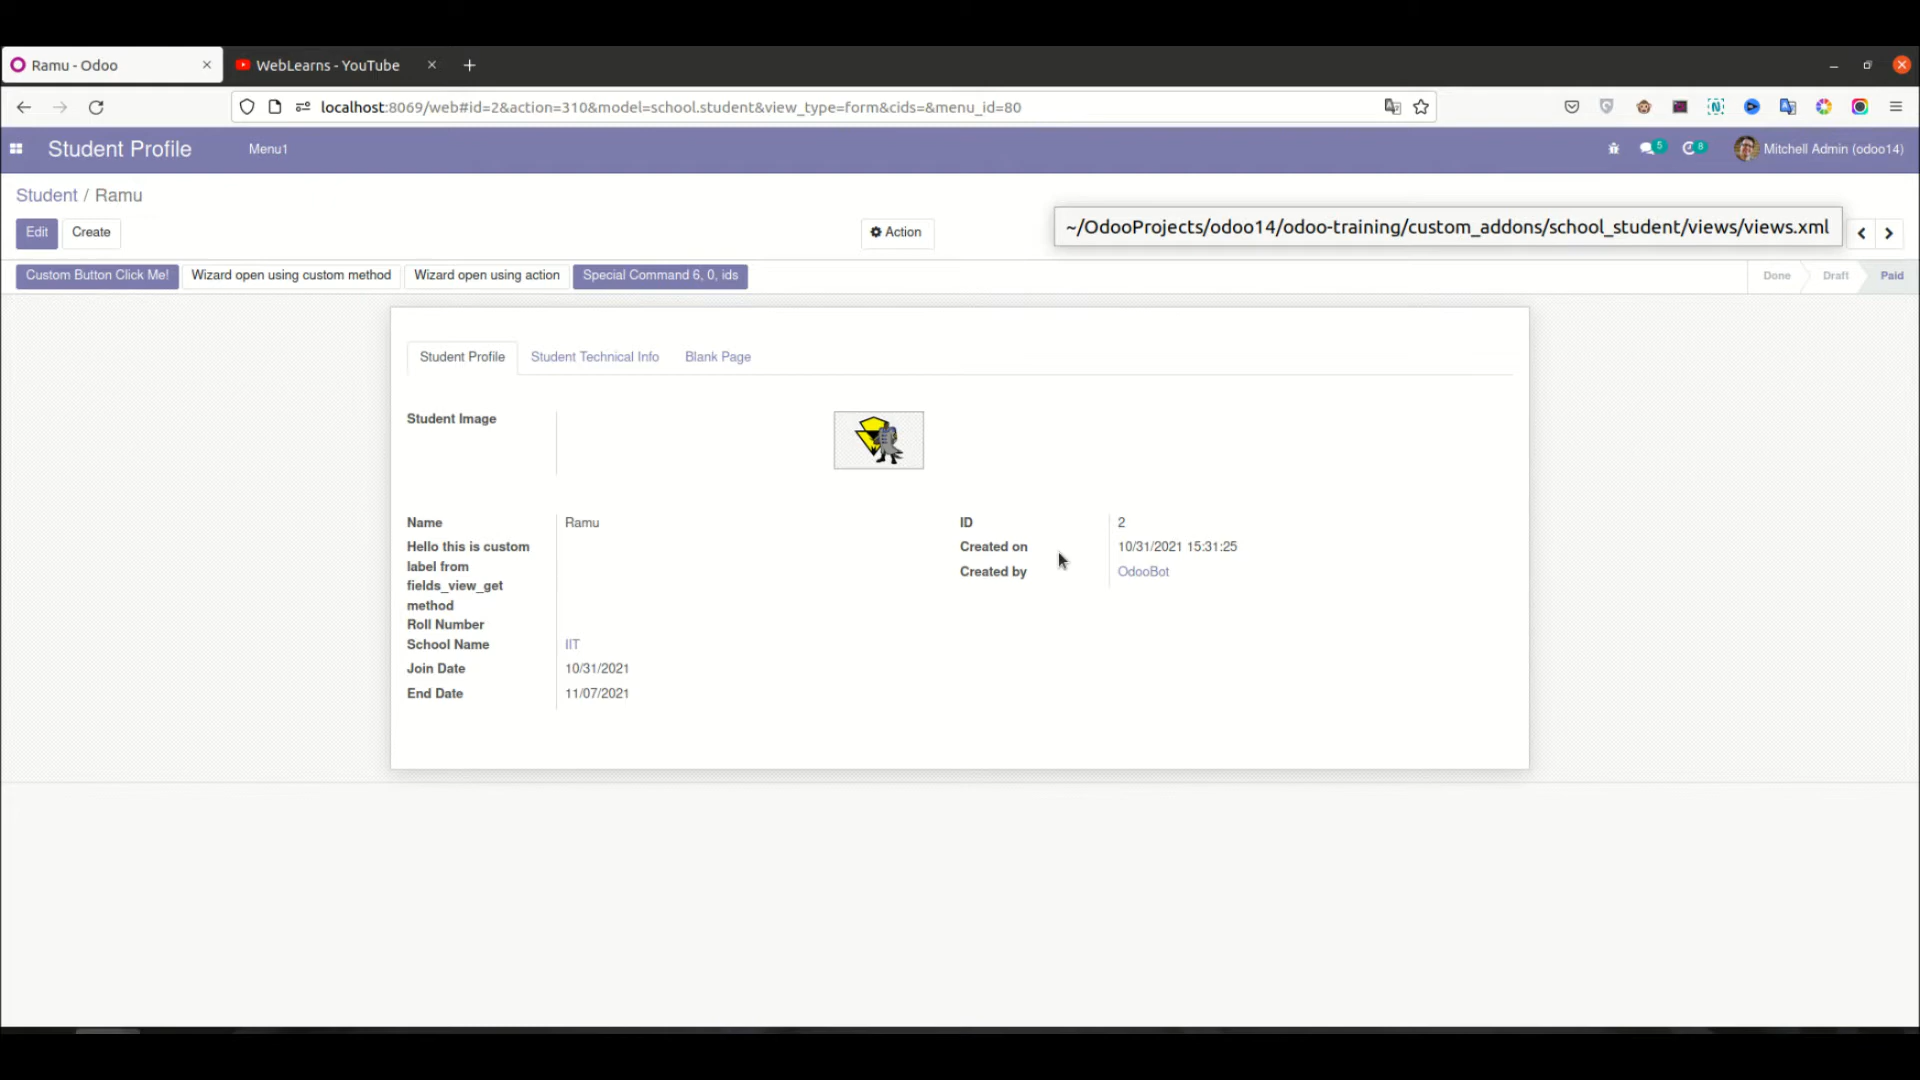 Ramu - Odoo
WebLearns - YouTube
localhost:8069/web#id=2&action=310&model=school.student&view_type=form&cids=&menu_id=80
Student Profile
Menu1
5
8
Mitchell Admin (odoo14)
Student / Ramu
Edit
Create
Action
~/OdooProjects/odoo14/odoo-training/custom_addons/school_student/views/views.xml
Custom Button Click Me!
Wizard open using custom method
Wizard open using action
Special Command 6, 0, ids
Done
Draft
Paid
Student Profile
Student Technical Info
Blank Page
Student Image
Name
Ramu
Hello this is custom
label from
fields_view_get
method
Roll Number
School Name
IIT
Join Date
10/31/2021
End Date
11/07/2021
ID
2
Created on
10/31/2021 15:31:25
Created by
OdooBot